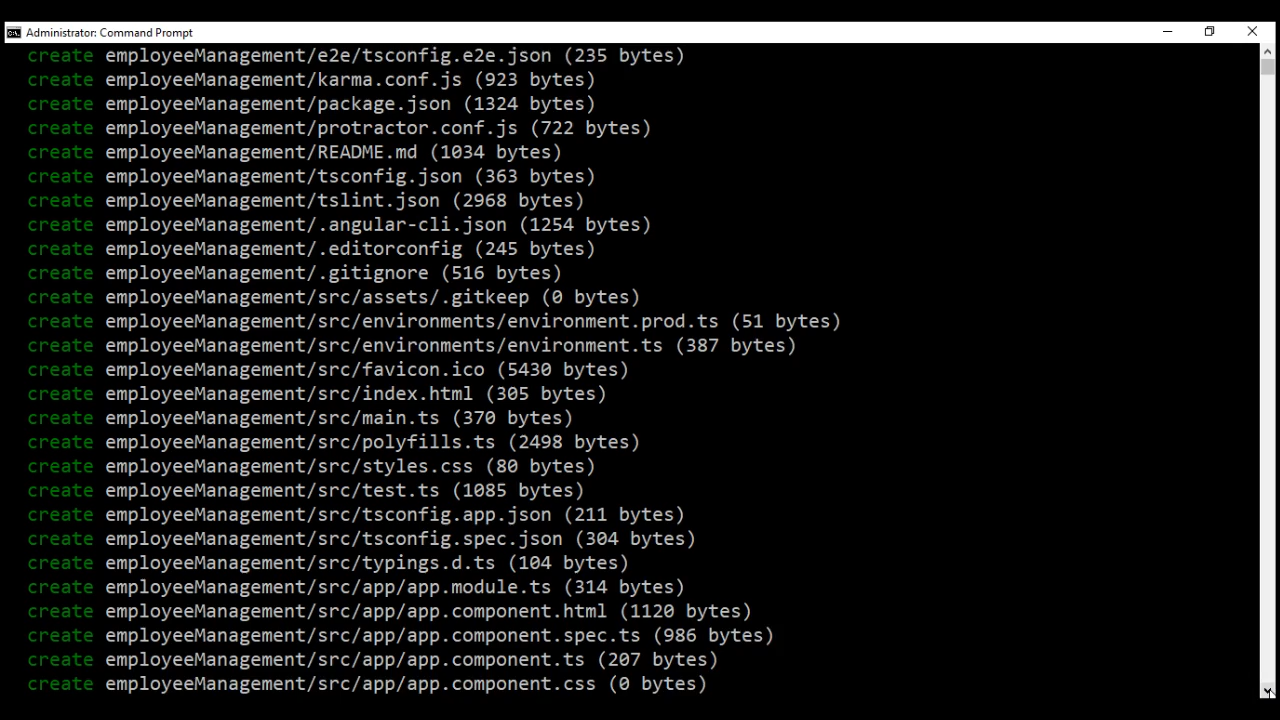 Administrator: Command Prompt
create employeeManagement/e2e/tsconfig.e2e.json (235 bytes)
create employeeManagement/karma.conf.js (923 bytes)
create employeeManagement/package.json (1324 bytes)
create employeeManagement/protractor.conf.js (722 bytes)
create employeeManagement/README.md (1034 bytes)
create employeeManagement/tsconfig.json (363 bytes)
create employeeManagement/tslint.json (2968 bytes)
create employeeManagement/.angular-cli.json (1254 bytes)
create employeeManagement/.editorconfig (245 bytes)
create employeeManagement/.gitignore (516 bytes)
create employeeManagement/src/assets/.gitkeep (0 bytes)
create employeeManagement/src/environments/environment.prod.ts (51 bytes)
create employeeManagement/src/environments/environment.ts (387 bytes)
create employeeManagement/src/favicon.ico (5430 bytes)
create employeeManagement/src/index.html (305 bytes)
create employeeManagement/src/main.ts (370 bytes)
create employeeManagement/src/polyfills.ts (2498 bytes)
create employeeManagement/src/styles.css (80 bytes)
create employeeManagement/src/test.ts (1085 bytes)
create employeeManagement/src/tsconfig.app.json (211 bytes)
create employeeManagement/src/tsconfig.spec.json (304 bytes)
create employeeManagement/src/typings.d.ts (104 bytes)
create employeeManagement/src/app/app.module.ts (314 bytes)
create employeeManagement/src/app/app.component.html (1120 bytes)
create employeeManagement/src/app/app.component.spec.ts (986 bytes)
create employeeManagement/src/app/app.component.ts (207 bytes)
create employeeManagement/src/app/app.component.css (0 bytes)